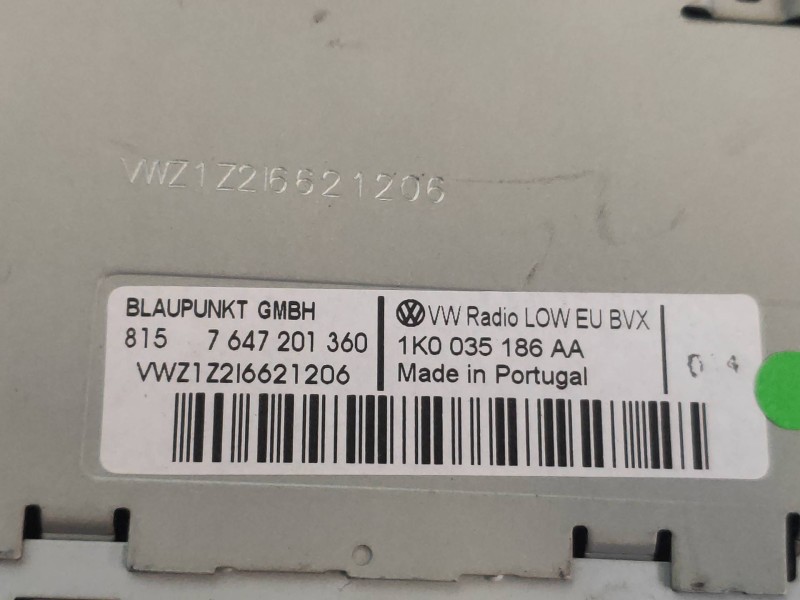 VWZ1Z2I6621206
BLAUPUNKT GMBH
815 7 647 201 360
VWZ1Z2I6621206
VW Radio LOW EU BVX
1K0 035 186 AA
Made in Portugal